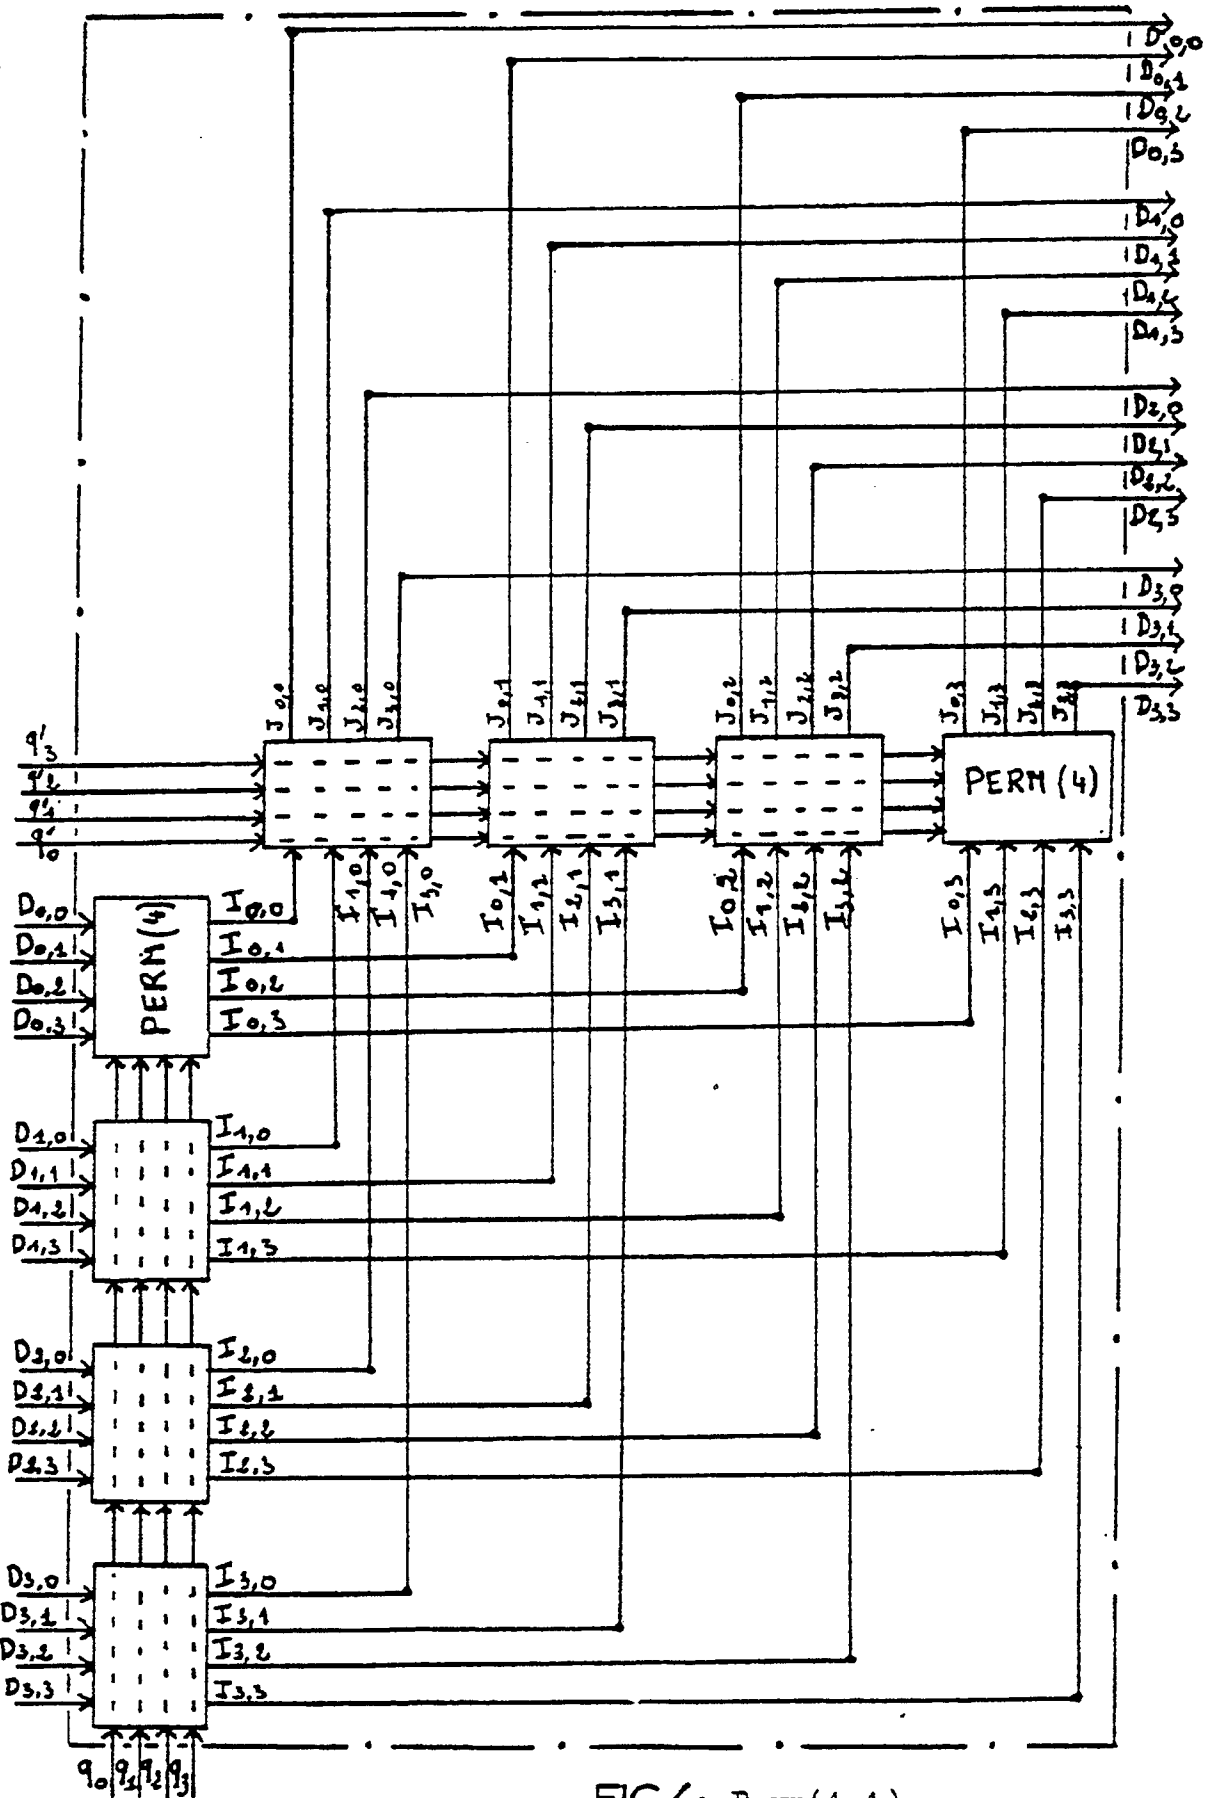 D'0,0
D0,1
D0,2
D0,3
D1,0
D1,1
D1,2
D1,3
D2,0
D2,1
D2,2
D2,3
D3,0
D3,1
D3,2
D3,3
J0,0 J1,0 J2,0 J3,0
J0,1 J1,1 J2,1 J3,1
J0,2 J1,2 J2,2 J3,2
J0,3 J1,3 J2,3
q'3
q'2
q'1
q'0
PERM (4)
I1,0 I2,0 I3,0
I0,1 I1,1 I2,1 I3,1
I0,2 I1,2 I2,2 I3,2
I0,3 I1,3 I2,3 I3,3
D0,0
D0,1
D0,2
D0,3
PERM (4)
I0,0
I0,1
I0,2
I0,3
D1,0
D1,1
D1,2
D1,3
I1,0
I1,1
I1,2
I1,3
D2,0
D2,1
D2,2
D2,3
I2,0
I2,1
I2,2
I2,3
D3,0
D3,1
D3,2
D3,3
I3,0
I3,1
I3,2
I3,3
q0 q1 q2 q3